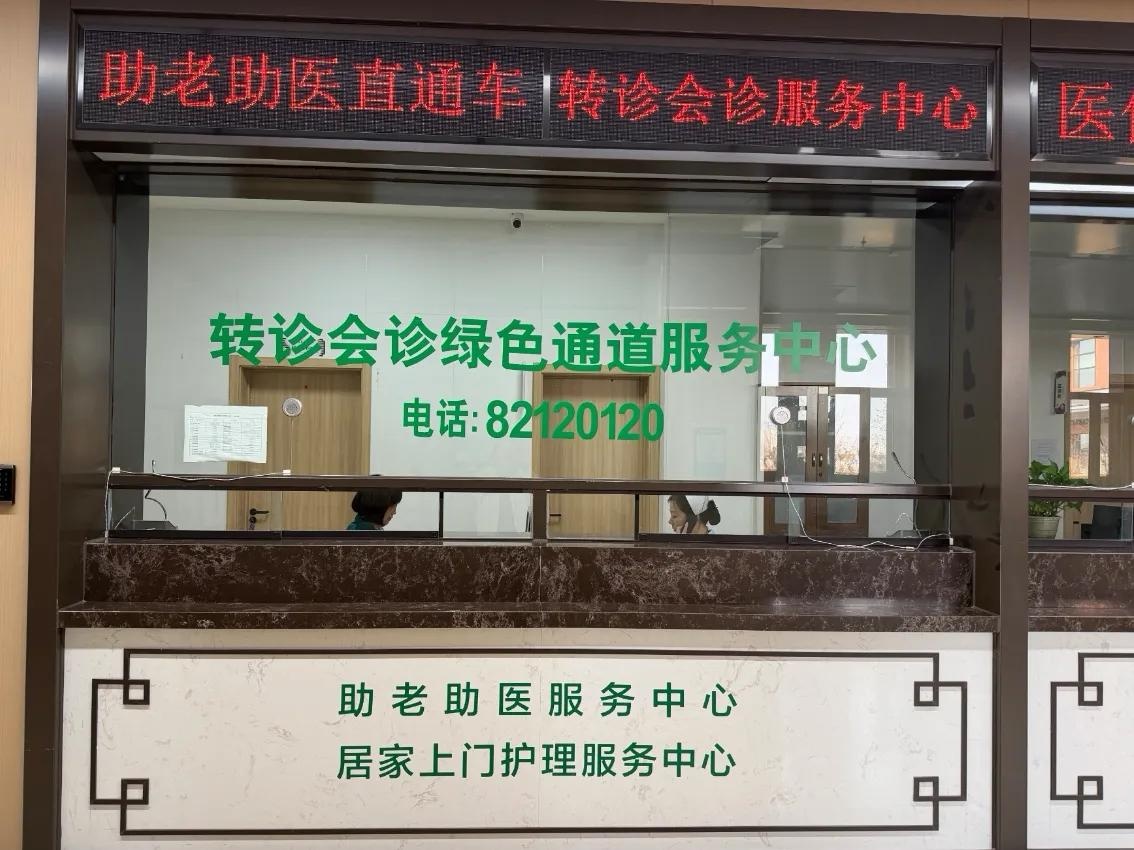 助老助医直通车 转诊会诊服务中心
医
转诊会诊绿色通道服务中心
电话:82120120
助老助医服务中心
居家上门护理服务中心